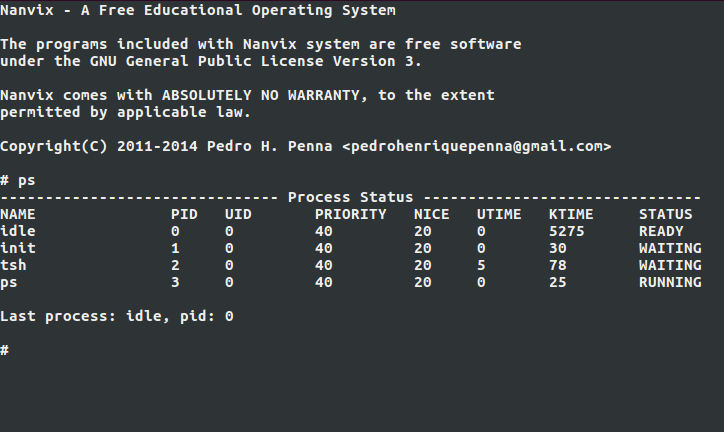 Nanvix - A Free Educational Operating System
The programs included with Nanvix system are free software
under the GNU General Public License Version 3.
Nanvix comes with ABSOLUTELY NO WARRANTY, to the extent
permitted by applicable law.
Copyright(C) 2011-2014 Pedro H. Penna <pedrohenriquepenna@gmail.com>
# ps
------------------------------- Process Status -------------------------------
NAME               PID   UID       PRIORITY   NICE   UTIME   KTIME     STATUS
idle               0     0         40         20     0       5275      READY
init               1     0         40         20     0       30        WAITING
tsh                2     0         40         20     5       78        WAITING
ps                 3     0         40         20     0       25        RUNNING
Last process: idle, pid: 0
#